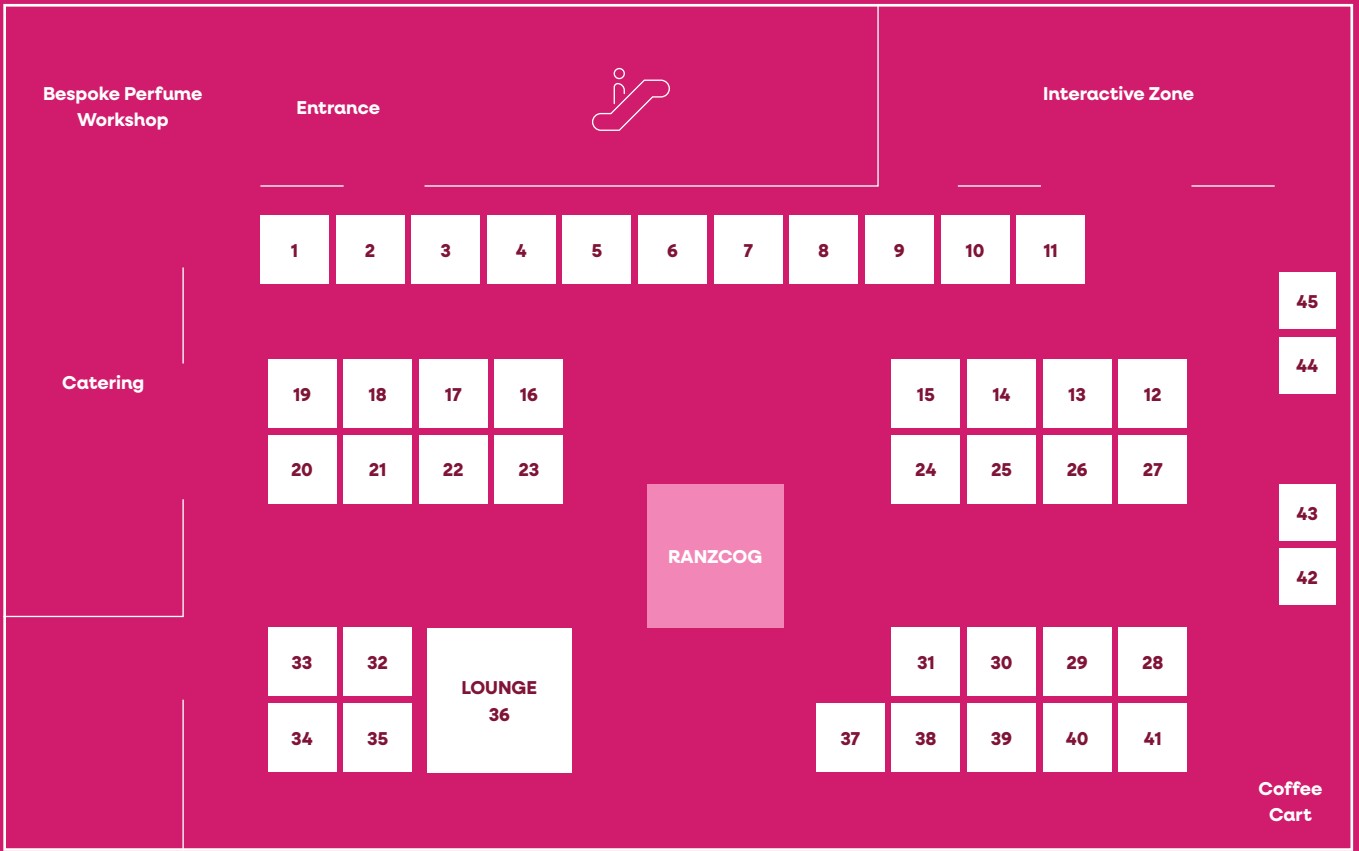 Bespoke Perfume
Workshop
Entrance
Interactive Zone
1 2 3 4 5 6 7 8 9 10 11
45
44
Catering
19 18 17 16
15 14 13 12
20 21 22 23
24 25 26 27
RANZCOG
43
42
33 32
34 35
LOUNGE
36
31 30 29 28
37 38 39 40 41
Coffee
Cart